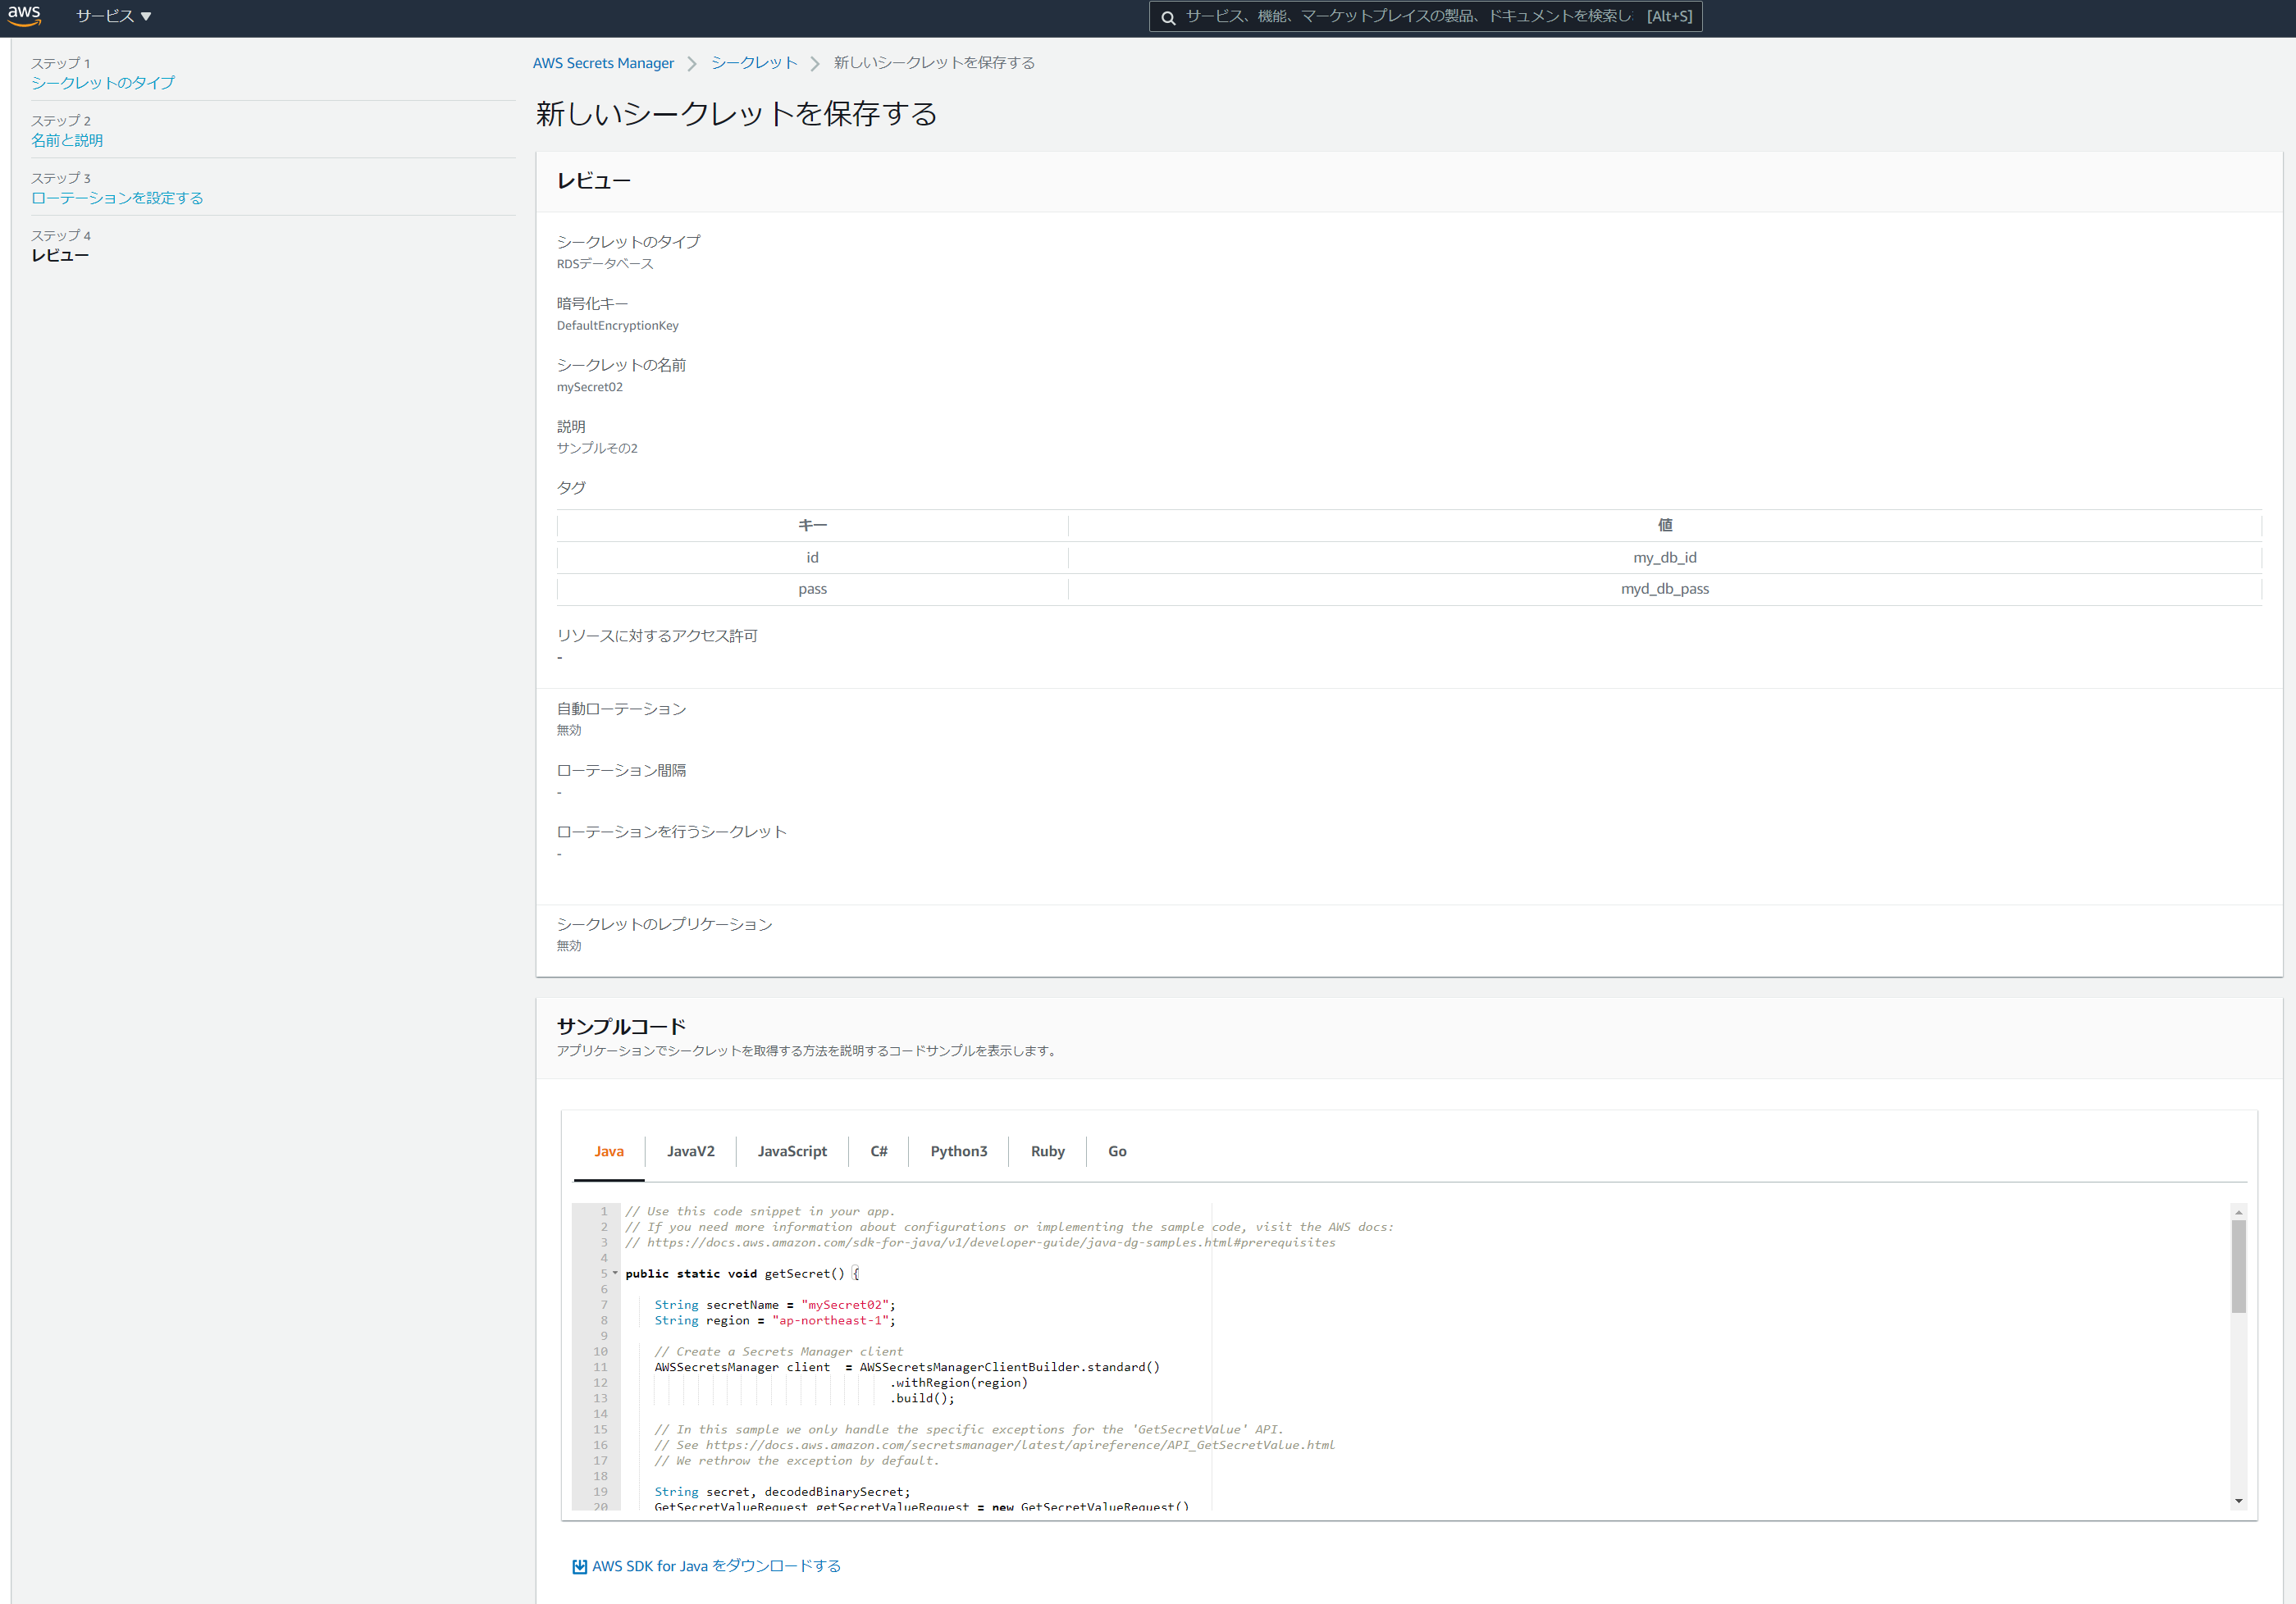 aws
サービス ▼
サービス、機能、マーケットプレイスの製品、ドキュメントを検索し [Alt+S]
ステップ 1
シークレットのタイプ
ステップ 2
名前と説明
ステップ 3
ローテーションを設定する
ステップ 4
レビュー
AWS Secrets Manager > シークレット > 新しいシークレットを保存する
新しいシークレットを保存する
レビュー
シークレットのタイプ
RDSデータベース
暗号化キー
DefaultEncryptionKey
シークレットの名前
mySecret02
説明
サンプルその2
タグ
キー 値
id my_db_id
pass myd_db_pass
リソースに対するアクセス許可
-
自動ローテーション
無効
ローテーション間隔
-
ローテーションを行うシークレット
-
シークレットのレプリケーション
無効
サンプルコード
アプリケーションでシークレットを取得する方法を説明するコードサンプルを表示します。
Java JavaV2 JavaScript C# Python3 Ruby Go
1 // Use this code snippet in your app.
2 // If you need more information about configurations or implementing the sample code, visit the AWS docs:
3 // https://docs.aws.amazon.com/sdk-for-java/v1/developer-guide/java-dg-samples.html#prerequisites
4
5 public static void getSecret() {
6
7 String secretName = "mySecret02";
8 String region = "ap-northeast-1";
9
10 // Create a Secrets Manager client
11 AWSSecretsManager client  = AWSSecretsManagerClientBuilder.standard()
12 .withRegion(region)
13 .build();
14
15 // In this sample we only handle the specific exceptions for the 'GetSecretValue' API.
16 // See https://docs.aws.amazon.com/secretsmanager/latest/apireference/API_GetSecretValue.html
17 // We rethrow the exception by default.
18
19 String secret, decodedBinarySecret;
20 GetSecretValueRequest getSecretValueRequest = new GetSecretValueRequest()
AWS SDK for Java をダウンロードする